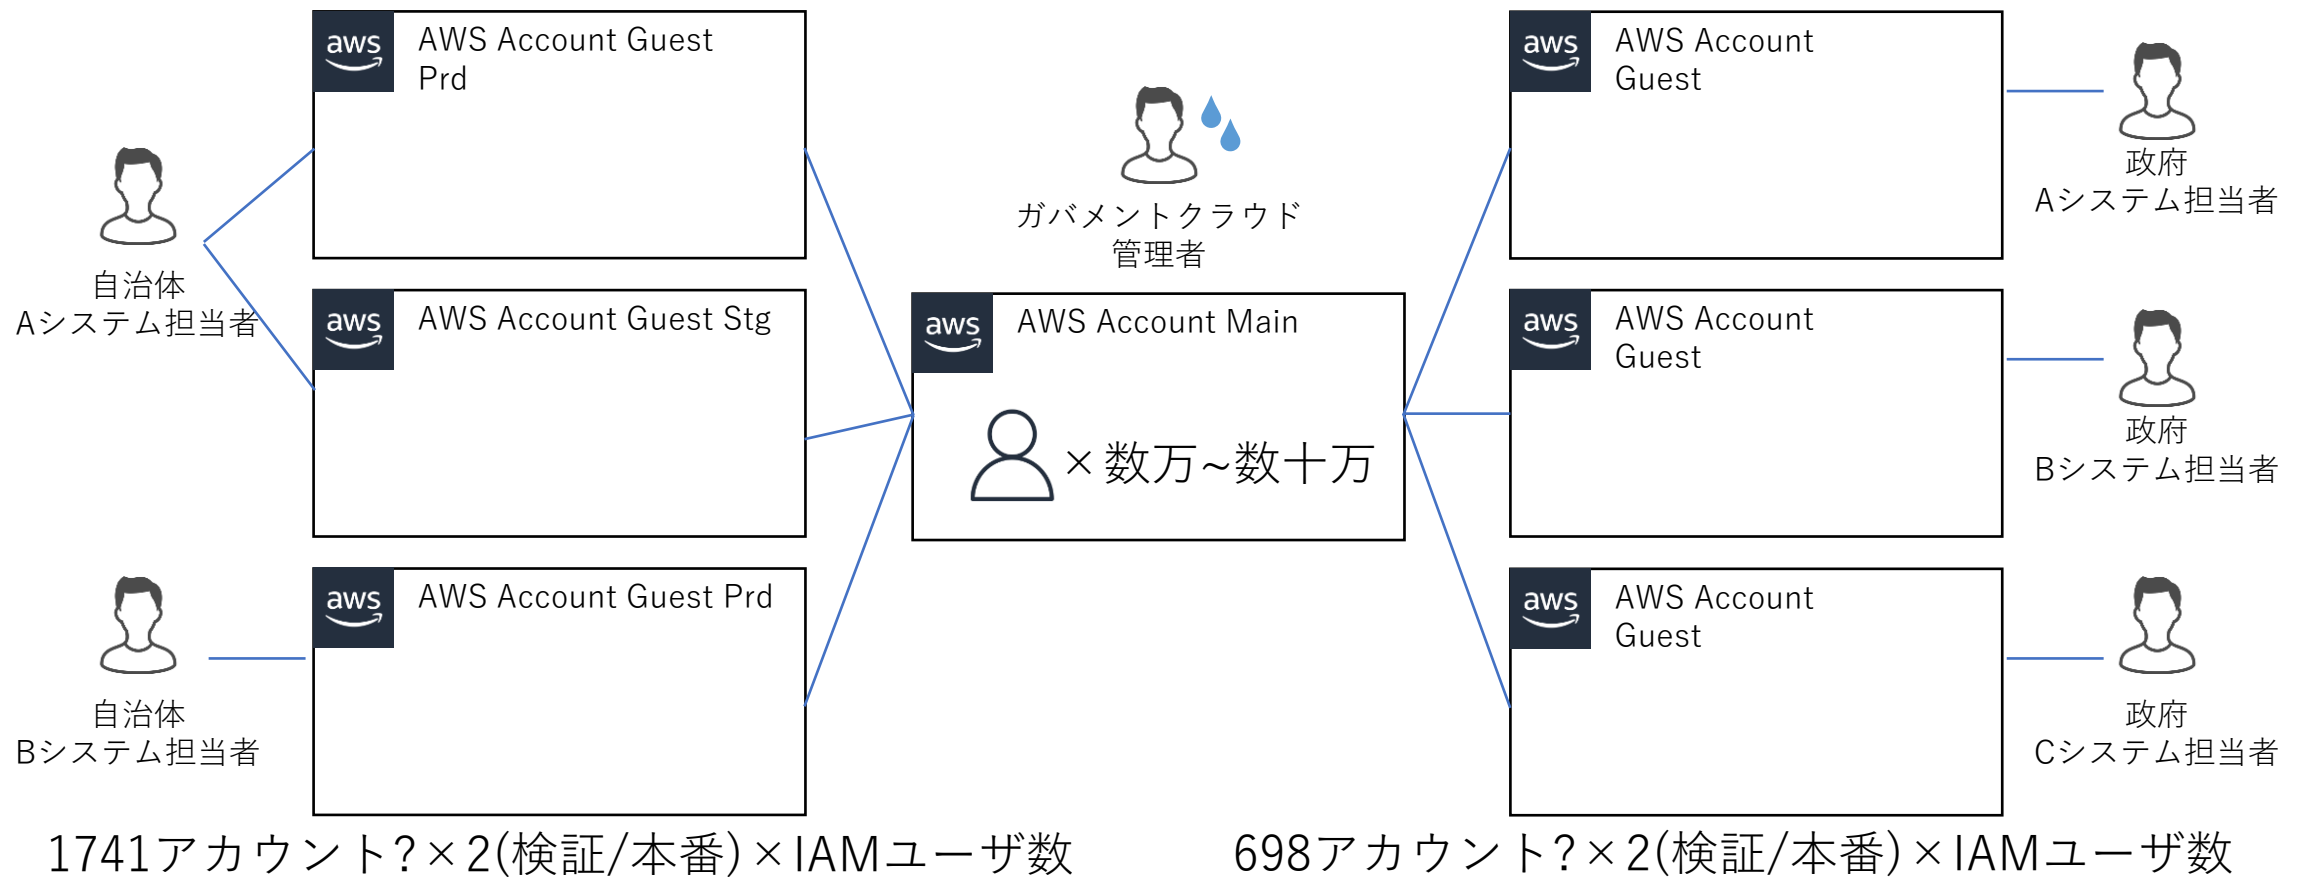 aws
AWS Account Guest
Prd
自治体
Aシステム担当者
aws
AWS Account Guest Stg
aws
AWS Account Guest Prd
自治体
Bシステム担当者
ガバメントクラウド
管理者
aws
AWS Account Main
×数万~数十万
aws
AWS Account
Guest
政府
Aシステム担当者
aws
AWS Account
Guest
政府
Bシステム担当者
aws
AWS Account
Guest
政府
Cシステム担当者
1741アカウント?×2(検証/本番)×IAMユーザ数
698アカウント?×2(検証/本番)×IAMユーザ数